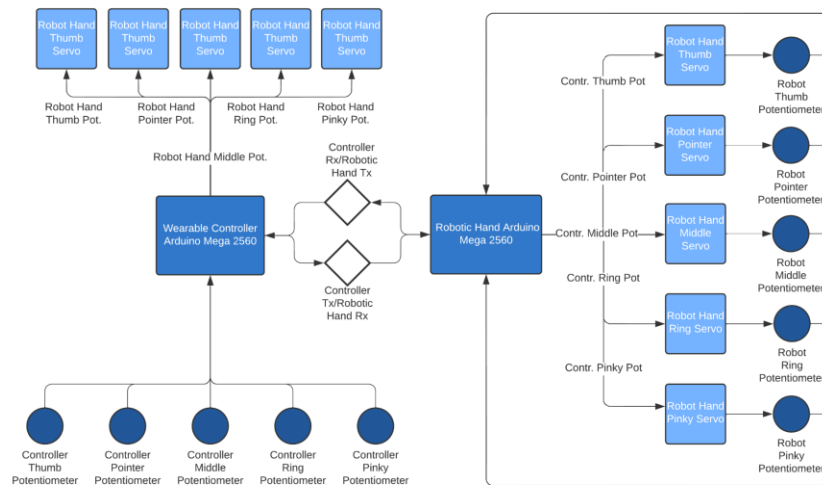 Robot Hand
Thumb
Servo
Robot Hand
Thumb
Servo
Robot Hand
Thumb
Servo
Robot Hand
Thumb
Servo
Robot Hand
Thumb
Servo
Robot Hand
Thumb Pot.
Robot Hand
Pointer Pot.
Robot Hand
Ring Pot.
Robot Hand
Pinky Pot.
Robot Hand Middle Pot.
Controller
Rx/Robotic
Hand Tx
Wearable Controller
Arduino Mega 2560
Controller
Tx/Robotic
Hand Rx
Robotic Hand Arduino
Mega 2560
Controller
Thumb
Potentiometer
Controller
Pointer
Potentiometer
Controller
Middle
Potentiometer
Controller
Ring
Potentiometer
Controller
Pinky
Potentiometer
Contr. Thumb Pot
Contr. Pointer Pot
Contr. Middle Pot
Contr. Ring Pot
Contr. Pinky Pot
Robot Hand
Thumb
Servo
Robot
Thumb
Potentiometer
Robot Hand
Pointer
Servo
Robot
Pointer
Potentiometer
Robot Hand
Middle
Servo
Robot
Middle
Potentiometer
Robot Hand
Ring Servo
Robot
Ring
Potentiometer
Robot Hand
Pinky Servo
Robot
Pinky
Potentiometer